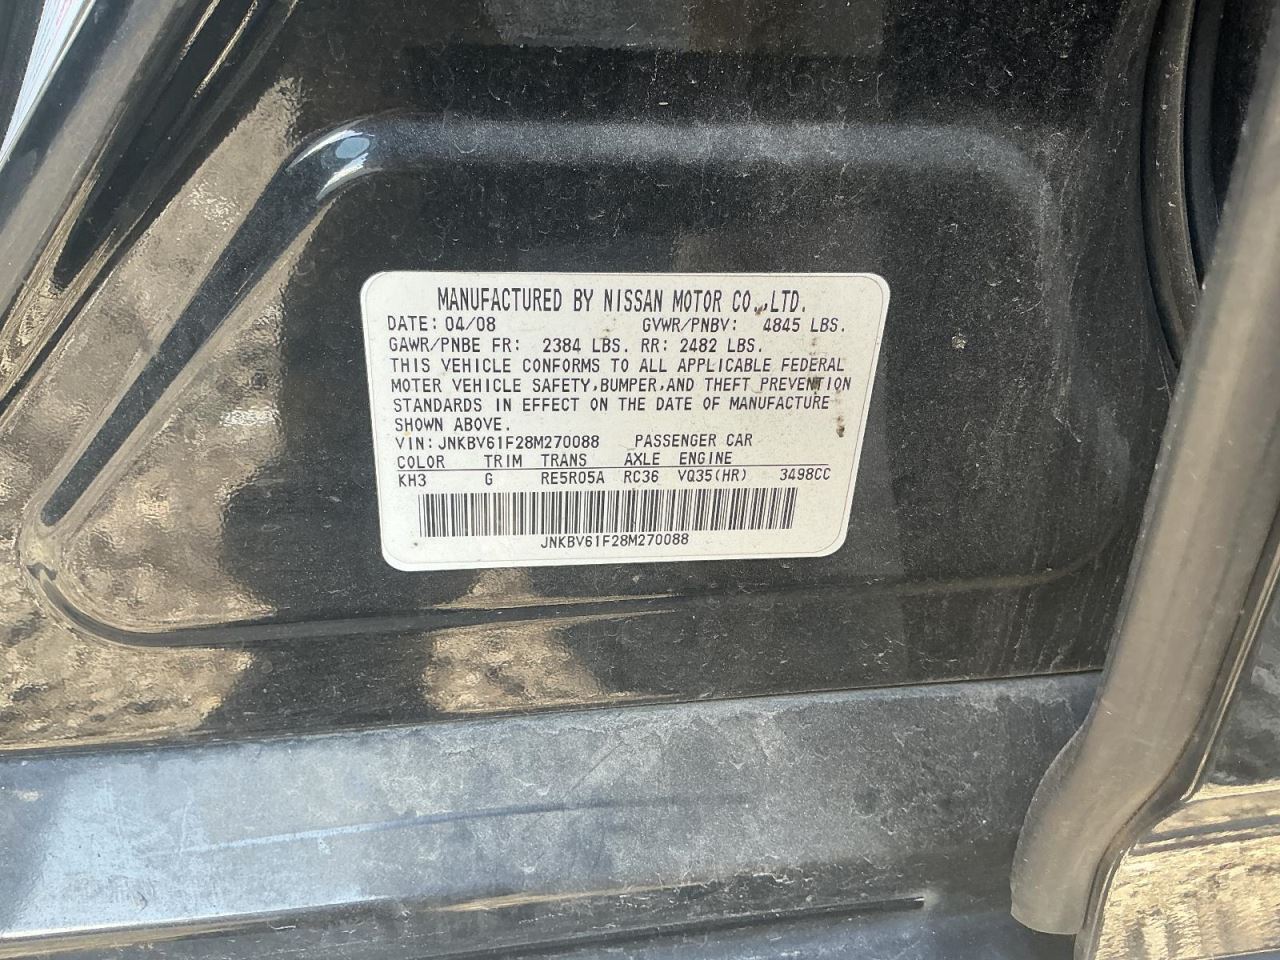 MANUFACTURED BY NISSAN MOTOR CO.,LTD.
DATE: 04/08 GVWR/PNBV: 4845 LBS.
GAWR/PNBE FR: 2384 LBS. RR: 2482 LBS.
THIS VEHICLE CONFORMS TO ALL APPLICABLE FEDERAL
MOTOR VEHICLE SAFETY,BUMPER,AND THEFT PREVENTION
STANDARDS IN EFFECT ON THE DATE OF MANUFACTURE
SHOWN ABOVE.
VIN: JNKBV61F28M270088 PASSENGER CAR
COLOR TRIM TRANS AXLE ENGINE
KH3 G RE5R05A RC36 VQ35(HR) 3498CC
JNKBV61F28M270088